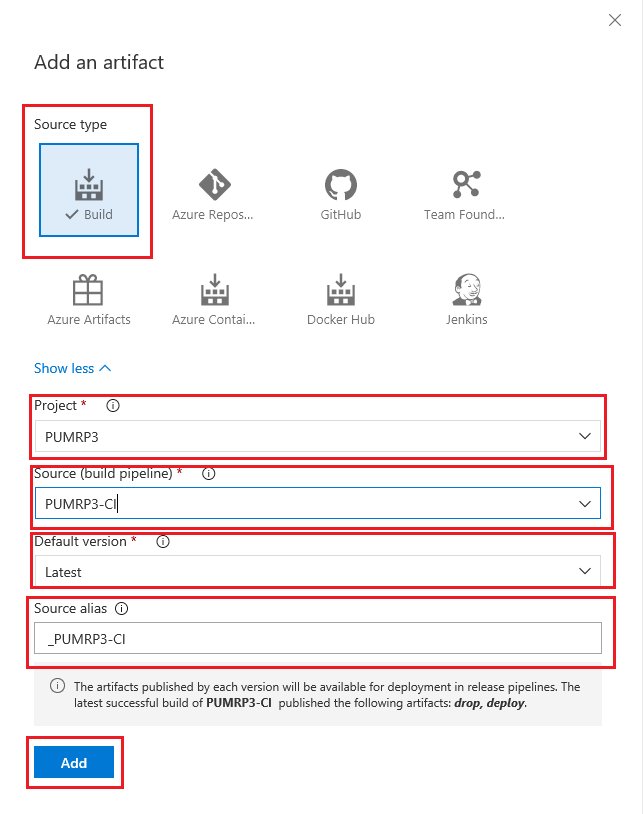 Add an artifact
Source type
Build
Azure Repos...
GitHub
Team Found...
Azure Artifacts
Azure Contai...
Docker Hub
Jenkins
Show less
Project *
PUMRP3
Source (build pipeline) *
PUMRP3-CI
Default version *
Latest
Source alias
_PUMRP3-CI
The artifacts published by each version will be available for deployment in release pipelines. The
latest successful build of PUMRP3-CI published the following artifacts: drop, deploy.
Add